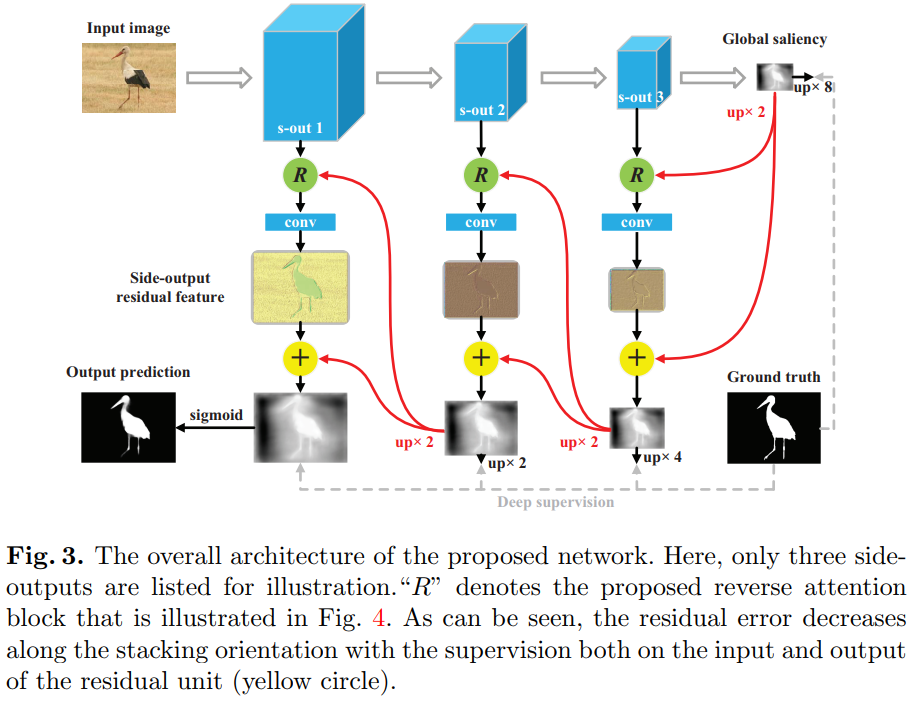 Input image
Global saliency
s-out 1
s-out 2
s-out 3
up× 8
up× 2
R
R
R
conv
conv
conv
Side-output
residual feature
+
+
+
Output prediction
Ground truth
sigmoid
up× 2
up× 2
up× 2
up× 4
Deep supervision
Fig. 3. The overall architecture of the proposed network. Here, only three side-
outputs are listed for illustration.“R” denotes the proposed reverse attention
block that is illustrated in Fig. 4. As can be seen, the residual error decreases
along the stacking orientation with the supervision both on the input and output
of the residual unit (yellow circle).